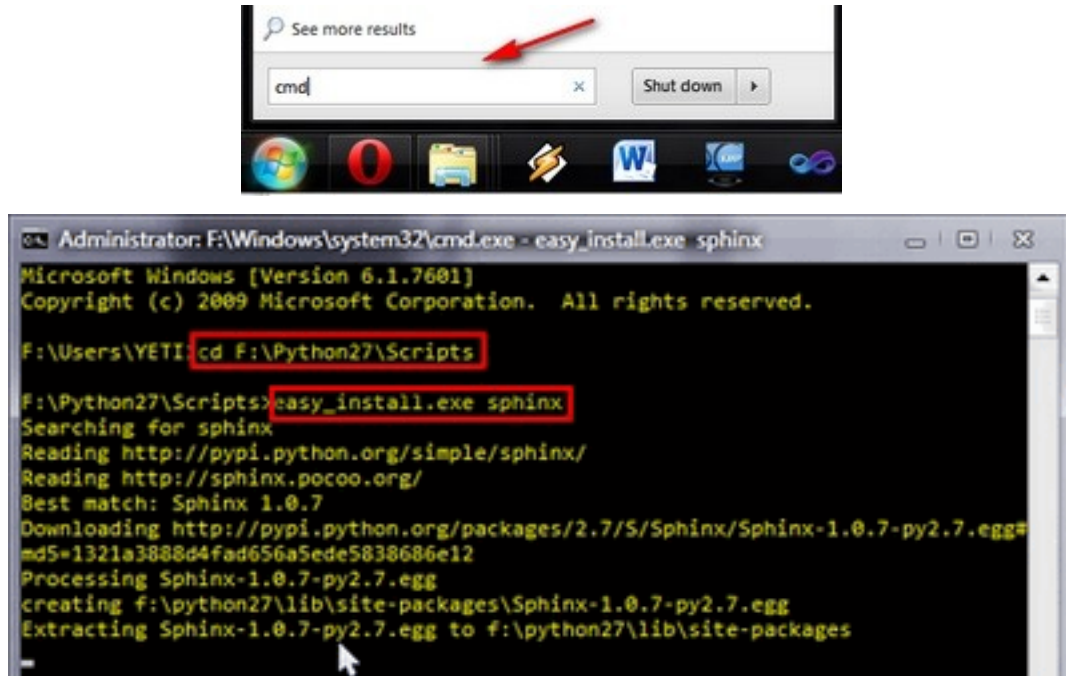 See more results
cmd
Shut down
W
Administrator: F:\Windows\system32\cmd.exe - easy_install.exe sphinx
Microsoft Windows [Version 6.1.7601]
Copyright (c) 2009 Microsoft Corporation.  All rights reserved.
F:\Users\YETI>cd F:\Python27\Scripts
F:\Python27\Scripts>easy_install.exe sphinx
Searching for sphinx
Reading http://pypi.python.org/simple/sphinx/
Reading http://sphinx.pocoo.org/
Best match: Sphinx 1.0.7
Downloading http://pypi.python.org/packages/2.7/S/Sphinx/Sphinx-1.0.7-py2.7.egg#
md5=1321a3888d4fad656a5ede5838686e12
Processing Sphinx-1.0.7-py2.7.egg
creating f:\python27\lib\site-packages\Sphinx-1.0.7-py2.7.egg
Extracting Sphinx-1.0.7-py2.7.egg to f:\python27\lib\site-packages